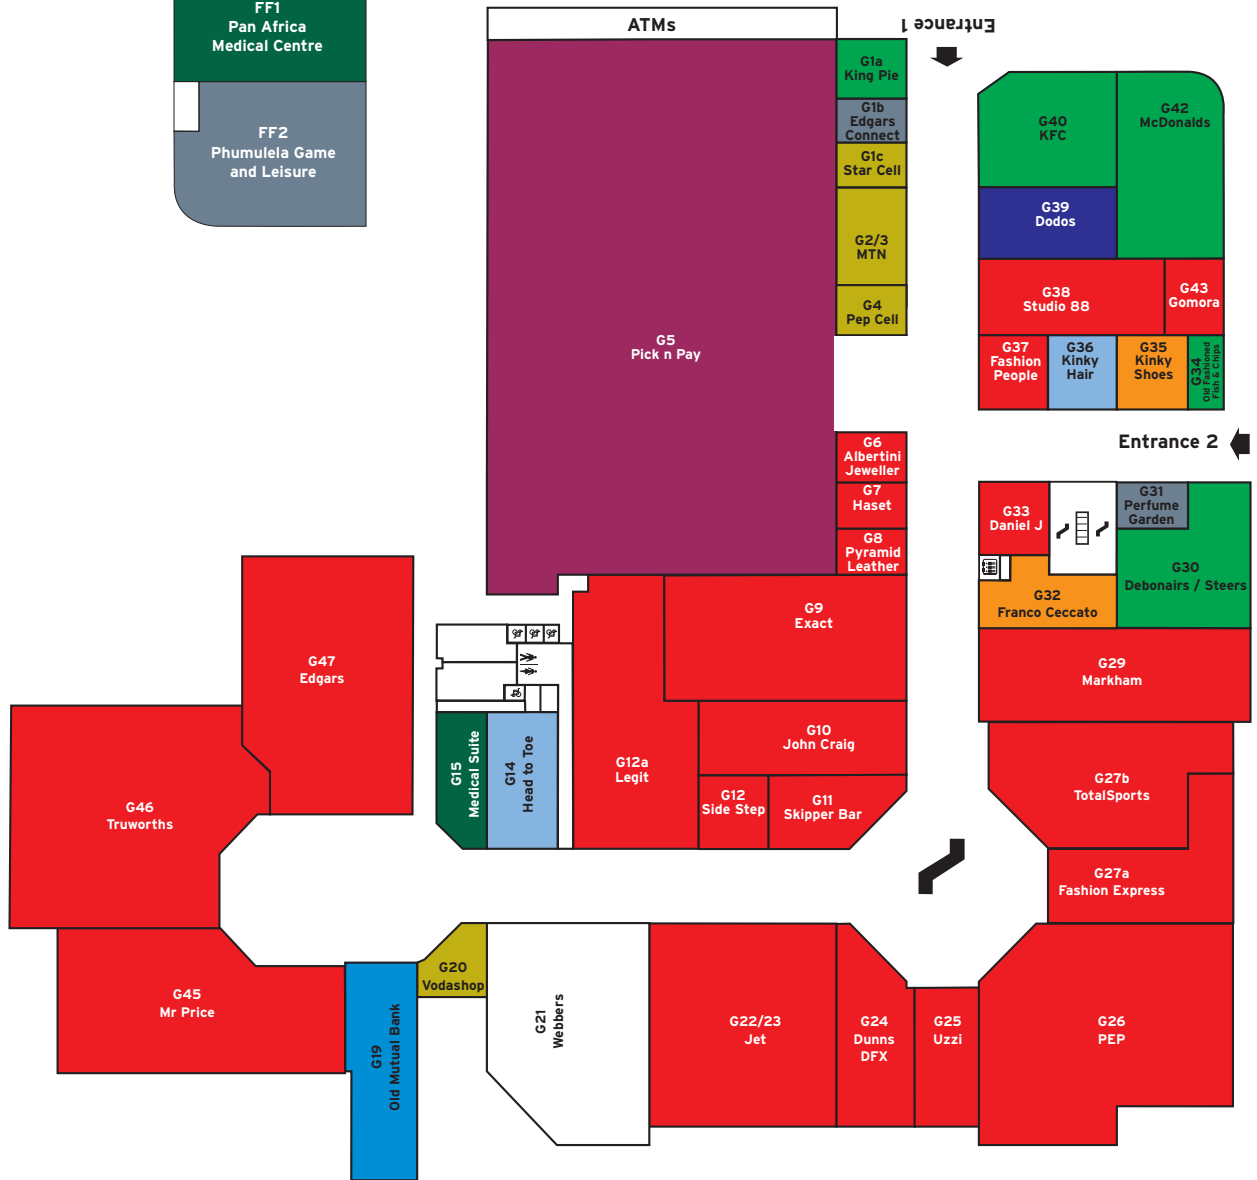 FF1
Pan Africa
Medical Centre
FF2
Phumulela Game
and Leisure
ATMs
Entrance 1
G1a
King Pie
G1b
Edgars
Connect
G1c
Star Cell
G2/3
MTN
G4
Pep Cell
G5
Pick n Pay
G40
KFC
G42
McDonalds
G39
Dodos
G38
Studio 88
G43
Gomora
G37
Fashion
People
G36
Kinky
Hair
G35
Kinky
Shoes
G34
Old Fashioned
Fish & Chips
Entrance 2
G6
Albertini
Jeweller
G7
Haset
G8
Pyramid
Leather
G33
Daniel J
G31
Perfume
Garden
G30
Debonairs / Steers
G32
Franco Ceccato
G9
Exact
G29
Markham
G47
Edgars
G10
John Craig
G15
Medical Suite
G14
Head to Toe
G12a
Legit
G12
Side Step
G11
Skipper Bar
G27b
TotalSports
G46
Truworths
G27a
Fashion Express
G45
Mr Price
G20
Vodashop
G19
Old Mutual Bank
G21
Webbers
G22/23
Jet
G24
Dunns
DFX
G25
Uzzi
G26
PEP